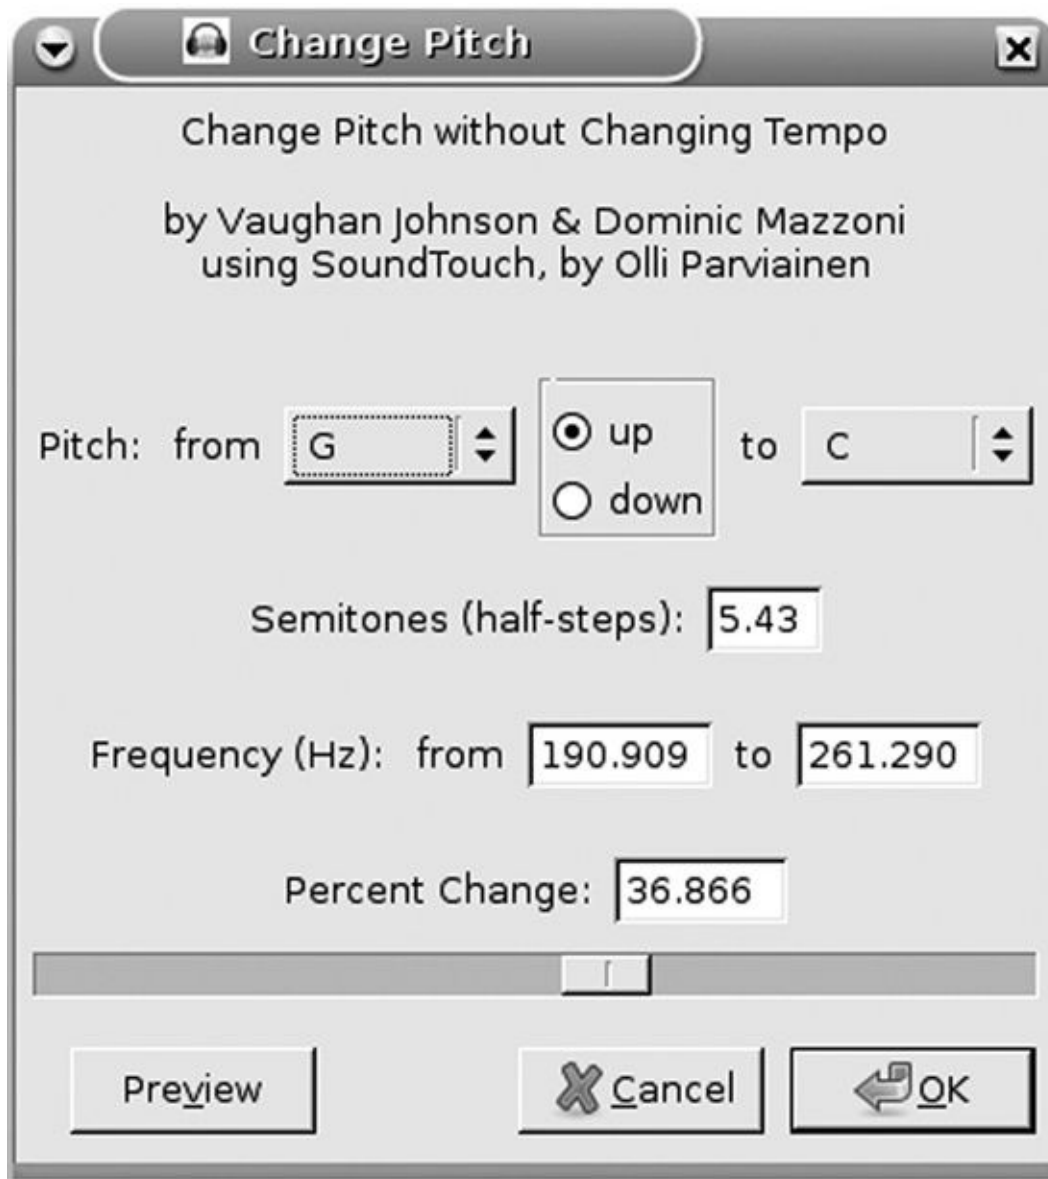 Change Pitch
Change Pitch without Changing Tempo
by Vaughan Johnson & Dominic Mazzoni
using SoundTouch, by Olli Parviainen
Pitch: from G up to C
down
Semitones (half-steps): 5.43
Frequency (Hz): from 190.909 to 261.290
Percent Change: 36.866
Preview Cancel OK